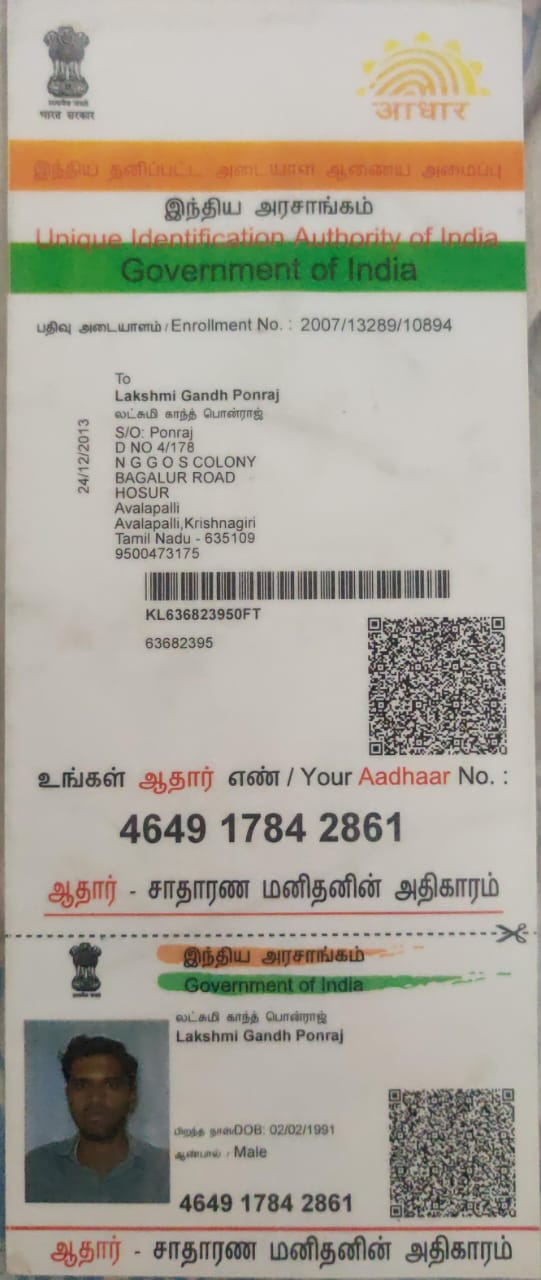 भारत सरकार
आधार
இந்திய தனிப்பட்ட அடையாள ஆணைய அமைப்பு
இந்திய அரசாங்கம்
Unique Identification Authority of India
Government of India
பதிவு அடையாளம் / Enrollment No. : 2007/13289/10894
To
Lakshmi Gandh Ponraj
லட்சுமி காந்த் பொன்ராஜ்
S/O: Ponraj
D NO 4/178
N G G O S COLONY
BAGALUR ROAD
HOSUR
Avalapalli
Avalapalli,Krishnagiri
Tamil Nadu - 635109
9500473175
24/12/2013
KL636823950FT
63682395
உங்கள் ஆதார் எண் / Your Aadhaar No. :
4649 1784 2861
ஆதார் - சாதாரண மனிதனின் அதிகாரம்
இந்திய அரசாங்கம்
Government of India
லட்சுமி காந்த் பொன்ராஜ்
Lakshmi Gandh Ponraj
பிறந்த நாள்/DOB: 02/02/1991
ஆண்பால் / Male
4649 1784 2861
ஆதார் - சாதாரண மனிதனின் அதிகாரம்